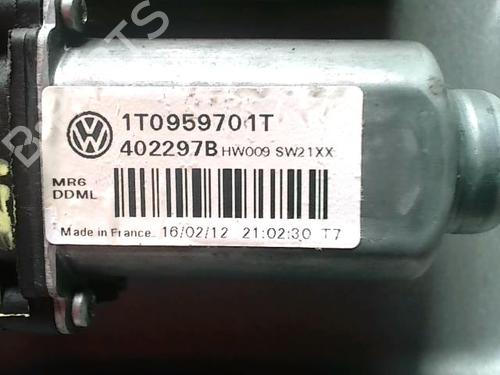 1T0959701T
402297B HW009 SW21XX
MR6
DDML
Made in France 16/02/12 21:02:30 T7